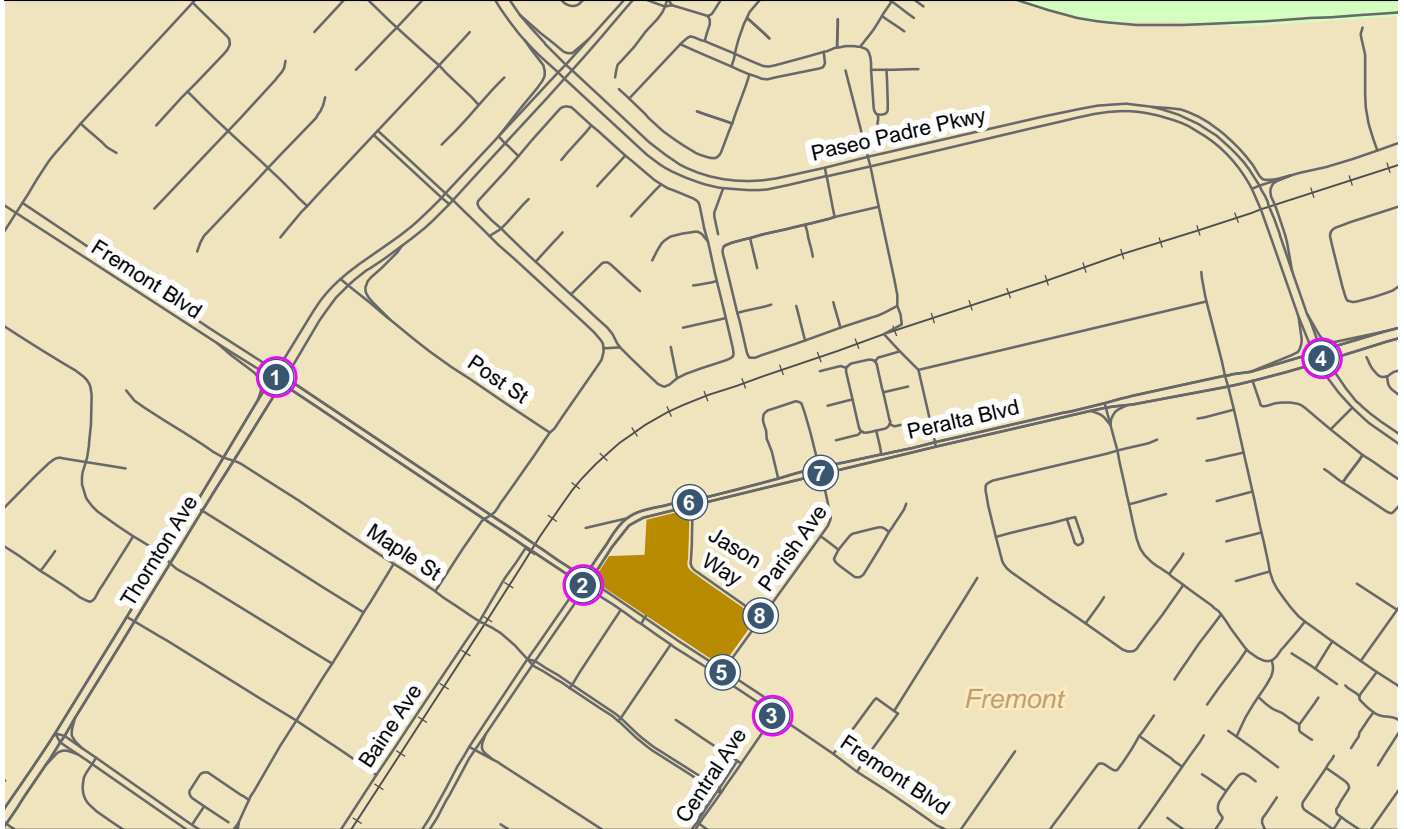 Paseo Padre Pkwy
Fremont Blvd
4
1
Post St
Peralta Blvd
7
6
Thornton Ave
Maple St
Jason
Way
Parish Ave
2
8
5
Fremont
Baine Ave
3
Central Ave
Fremont Blvd